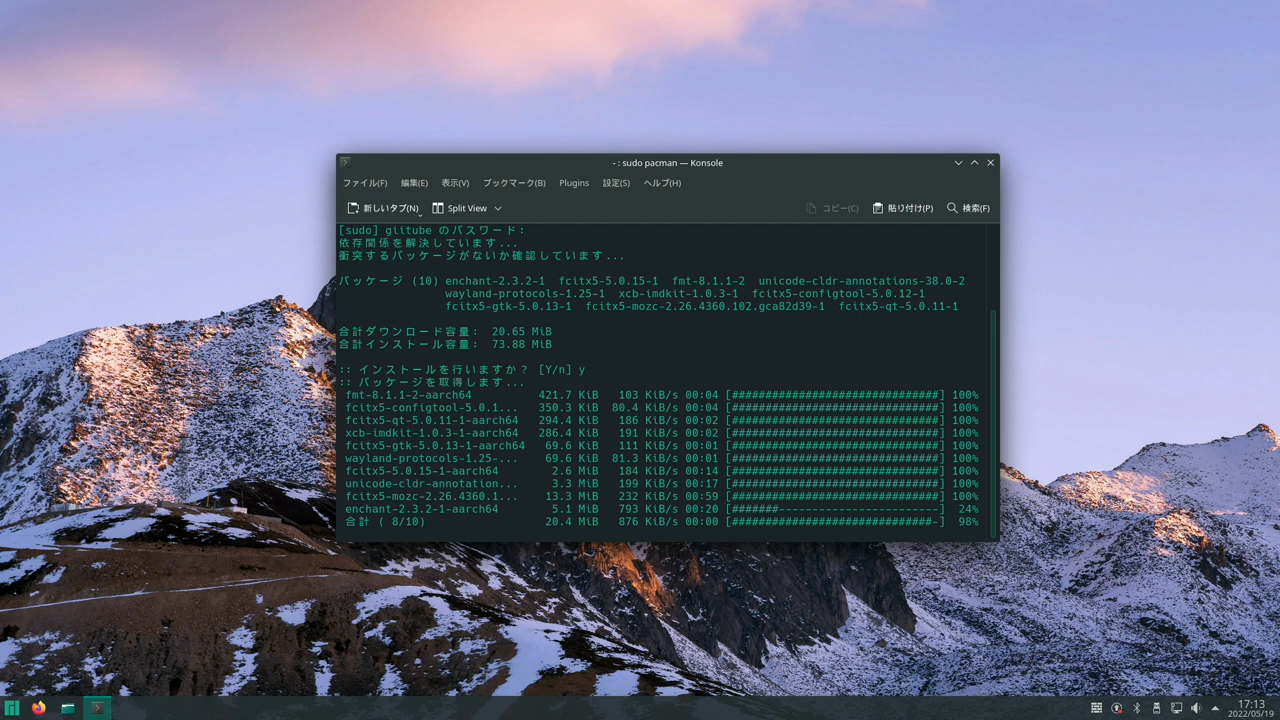 - : sudo pacman — Konsole
ファイル(F) 編集(E) 表示(V) ブックマーク(B) Plugins 設定(S) ヘルプ(H)
新しいタブ(N) Split View コピー(C) 貼り付け(P) 検索(F)
[sudo] giitube のパスワード:
依存関係を解決しています...
衝突するパッケージがないか確認しています...
パッケージ (10) enchant-2.3.2-1 fcitx5-5.0.15-1 fmt-8.1.1-2 unicode-cldr-annotations-38.0-2
wayland-protocols-1.25-1 xcb-imdkit-1.0.3-1 fcitx5-configtool-5.0.12-1
fcitx5-gtk-5.0.13-1 fcitx5-mozc-2.26.4360.102.gca82d39-1 fcitx5-qt-5.0.11-1
合計ダウンロード容量: 20.65 MiB
合計インストール容量: 73.88 MiB
:: インストールを行いますか？ [Y/n] y
:: パッケージを取得します...
fmt-8.1.1-2-aarch64 421.7 KiB 103 KiB/s 00:04 [###############################] 100%
fcitx5-configtool-5.0.1... 350.3 KiB 80.4 KiB/s 00:04 [###############################] 100%
fcitx5-qt-5.0.11-1-aarch64 294.4 KiB 186 KiB/s 00:02 [###############################] 100%
xcb-imdkit-1.0.3-1-aarch64 286.4 KiB 191 KiB/s 00:02 [###############################] 100%
fcitx5-gtk-5.0.13-1-aarch64 69.6 KiB 111 KiB/s 00:01 [###############################] 100%
wayland-protocols-1.25-... 69.6 KiB 81.3 KiB/s 00:01 [###############################] 100%
fcitx5-5.0.15-1-aarch64 2.6 MiB 184 KiB/s 00:14 [###############################] 100%
unicode-cldr-annotation... 3.3 MiB 199 KiB/s 00:17 [###############################] 100%
fcitx5-mozc-2.26.4360.1... 13.3 MiB 232 KiB/s 00:59 [###############################] 100%
enchant-2.3.2-1-aarch64 5.1 MiB 793 KiB/s 00:20 [#######------------------------] 24%
合計 ( 8/10) 20.4 MiB 876 KiB/s 00:00 [##############################-] 98%
17:13
2022/05/19